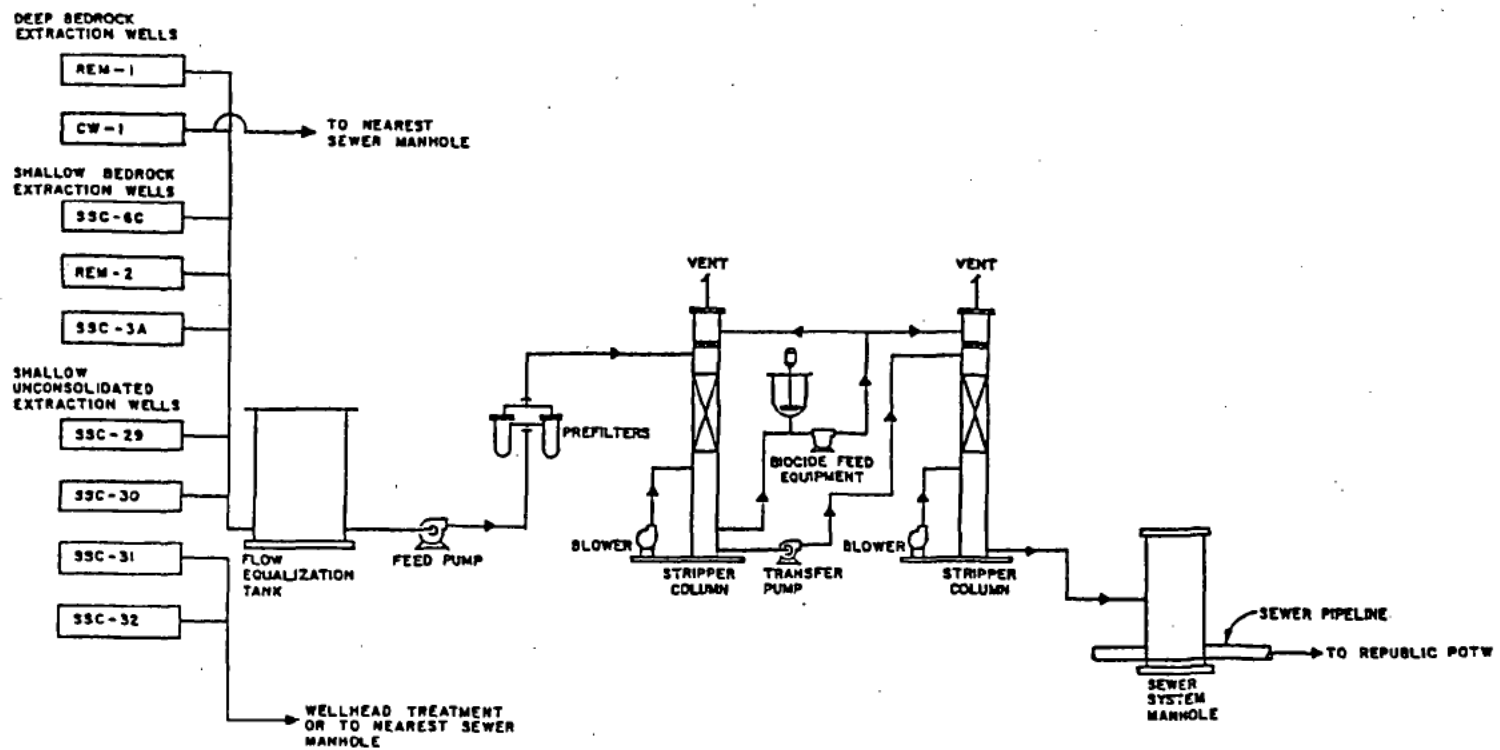 DEEP BEDROCK
EXTRACTION WELLS
REM-1
CW-1
TO NEAREST
SEWER MANHOLE
SHALLOW BEDROCK
EXTRACTION WELLS
SSC-6C
REM-2
SSC-3A
SHALLOW
UNCONSOLIDATED
EXTRACTION WELLS
SSC-29
SSC-30
SSC-31
SSC-32
FLOW
EQUALIZATION
TANK
FEED PUMP
PREFILTERS
VENT
BLOWER
STRIPPER
COLUMN
BIOCIDE FEED
EQUIPMENT
TRANSFER
PUMP
VENT
BLOWER
STRIPPER
COLUMN
SEWER PIPELINE
TO REPUBLIC POTW
SEWER
SYSTEM
MANHOLE
WELLHEAD TREATMENT
OR TO NEAREST SEWER
MANHOLE